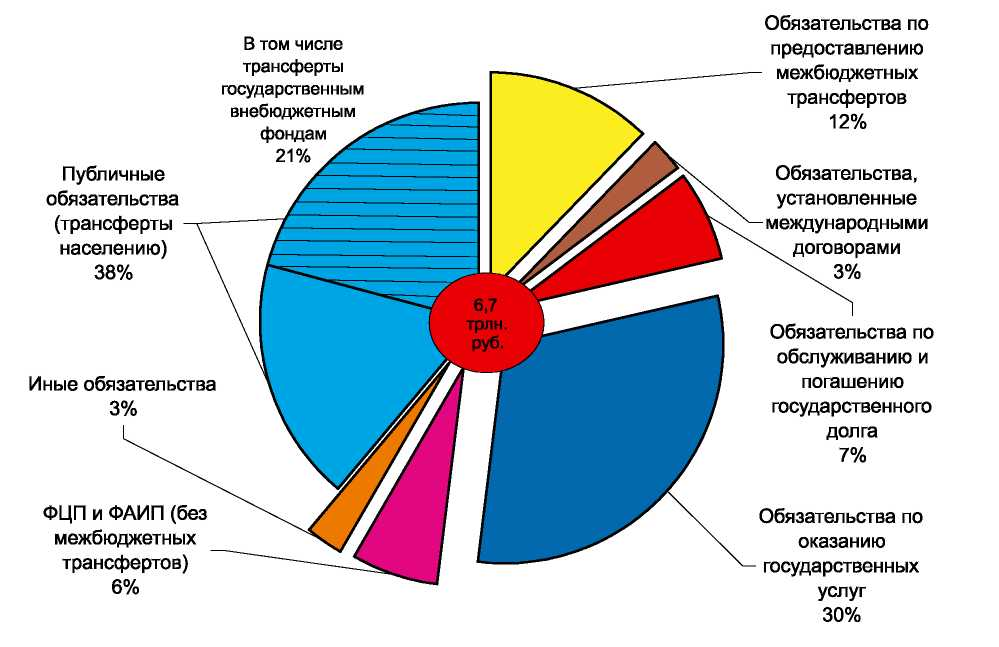 В том числе
трансферты
государственным
внебюджетным
фондам
21%
Обязательства по
предоставлению
межбюджетных
трансфертов
12%
Публичные
обязательства
(трансферты
населению)
38%
Обязательства,
установленные
международными
договорами
3%
6,7
трлн.
руб.
Обязательства по
обслуживанию и
погашению
государственного
долга
7%
Иные обязательства
3%
ФЦП и ФАИП (без
межбюджетных
трансфертов)
6%
Обязательства по
оказанию
государственных
услуг
30%